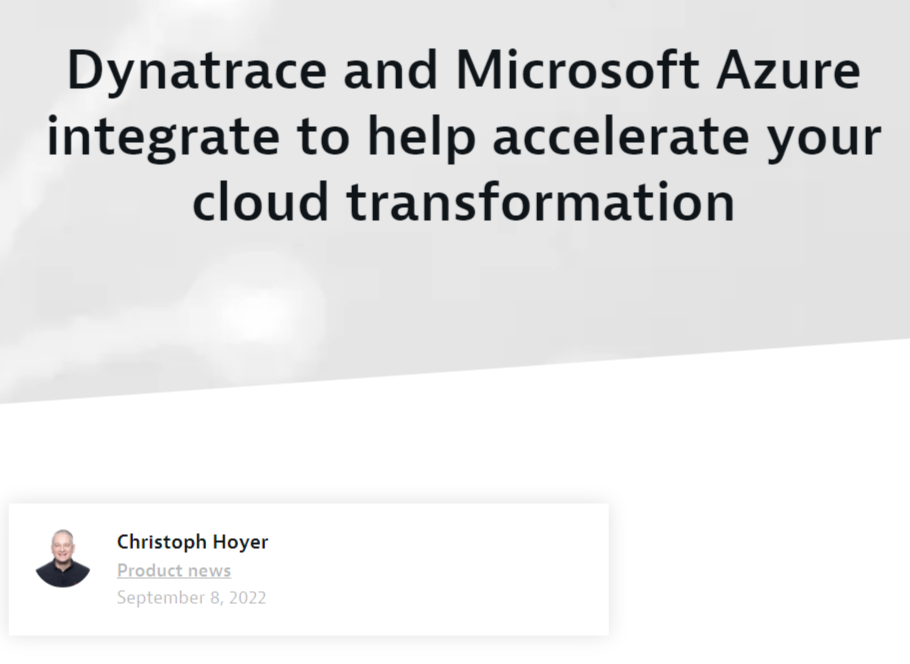 Dynatrace and Microsoft Azure
integrate to help accelerate your
cloud transformation
Christoph Hoyer
Product news
September 8, 2022